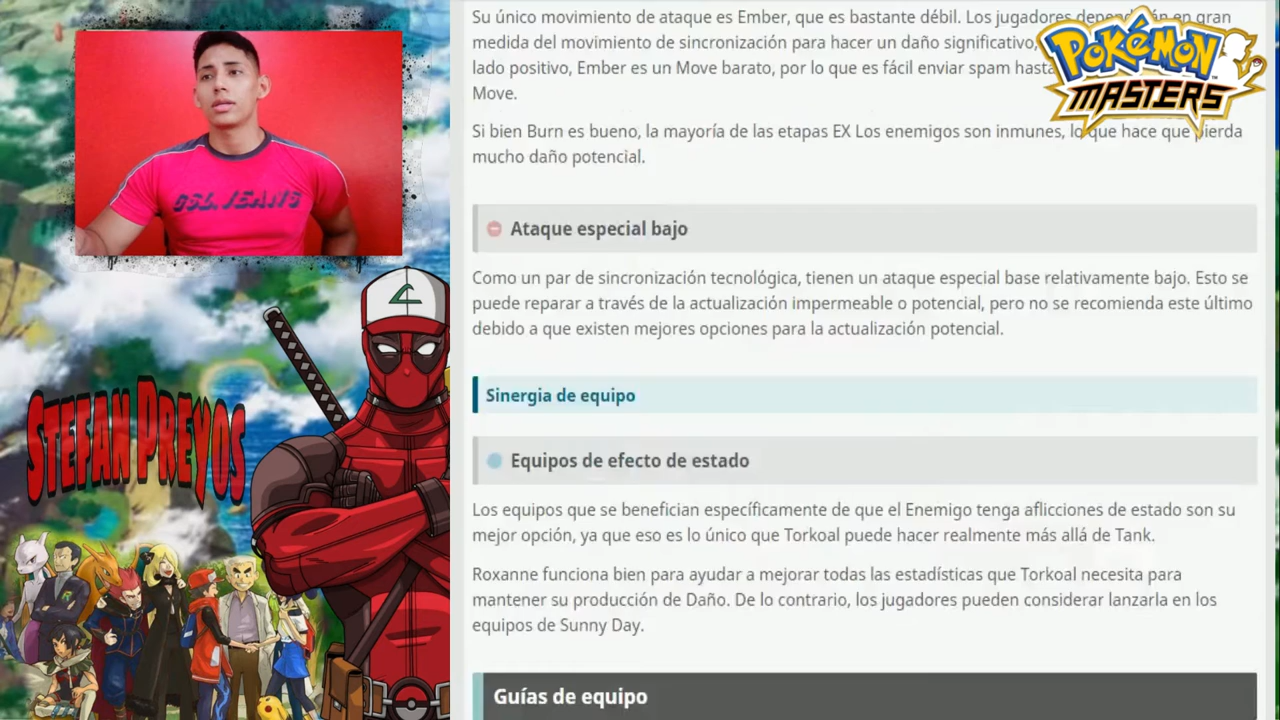 Su único movimiento de ataque es Ember, que es bastante débil. Los jugadores dependerán en gran
medida del movimiento de sincronización para hacer un daño significativo,
lado positivo, Ember es un Move barato, por lo que es fácil enviar spam hasta
Move.
POKÉMON
MASTERS
Si bien Burn es bueno, la mayoría de las etapas EX Los enemigos son inmunes, lo que hace que pierda
mucho daño potencial.
GSL.JEANS
Ataque especial bajo
Como un par de sincronización tecnológica, tienen un ataque especial base relativamente bajo. Esto se
puede reparar a través de la actualización impermeable o potencial, pero no se recomienda este último
debido a que existen mejores opciones para la actualización potencial.
Sinergia de equipo
STEFAN PREYOS
Equipos de efecto de estado
Los equipos que se benefician específicamente de que el Enemigo tenga aflicciones de estado son su
mejor opción, ya que eso es lo único que Torkoal puede hacer realmente más allá de Tank.
Roxanne funciona bien para ayudar a mejorar todas las estadísticas que Torkoal necesita para
mantener su producción de Daño. De lo contrario, los jugadores pueden considerar lanzarla en los
equipos de Sunny Day.
Guías de equipo